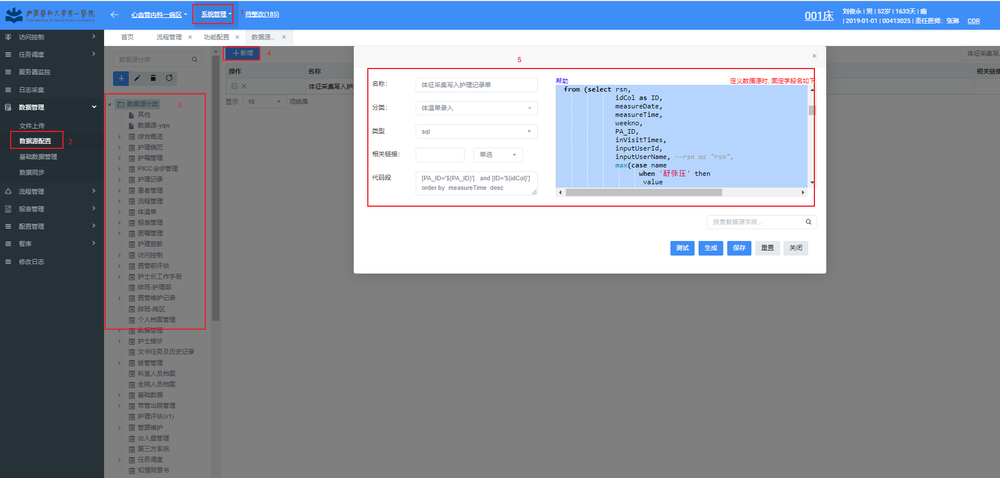 山西醫科大學第一醫院
FIRST HOSPITAL OF SHANXI MEDICAL UNIVERSITY
心血管内科一病区
系统管理
1
待整改(185)
001床
刘俊永 | 男 | 52岁 | 1633天 | 瘤
| 2019-01-01 | 00413025 | 责任医师：张琳
CDR
访问控制
任务调度
服务器监控
日志采集
数据管理
文件上传
数据源配置
2
基础数据管理
数据同步
流程管理
报表管理
配置管理
智库
修改日志
首页
流程管理 ×
功能配置 ×
数据源... ×
数据源分类
数据源分类
3
其他
数据源-yqw
综合概览
护理病历
护嘱管理
PICC会诊管理
护理记录
患者管理
流程管理
体温单
报表管理
医嘱管理
护理宣教
访问控制
置管前评估
护士长工作手册
排班-护理部
置管维护记录
排班-病区
个人档案管理
数据管理
护士接诊
文书任务及历史记录
拔管管理
科室人员档案
全院人员档案
基础数据
带管出院管理
护理评估(v1)
管路维护
出入量管理
第三方系统
任务调度
知情同意书
+新增
4
体征采集写入
操作
名称
相关链接
体征采集写入护理
显示
10
项结果
5
×
名称：
体征采集写入护理记录单
分类：
体温单录入
类型
sql
相关链接：
单选
代码段
[PA_ID='${PA_ID}'] and [ID='${idCol}']
order by measureTime desc
帮助
定义数据源时, 固定字段名如下:
from (select rsn,
idCol as ID,
measureDate,
measureTime,
weekno,
PA_ID,
inVisitTimes,
inputUserId,
inputUserName, --rsn as "rsn",
max(case name
when '舒张压' then
value
搜索数据源字段...
测试
生成
保存
重置
关闭